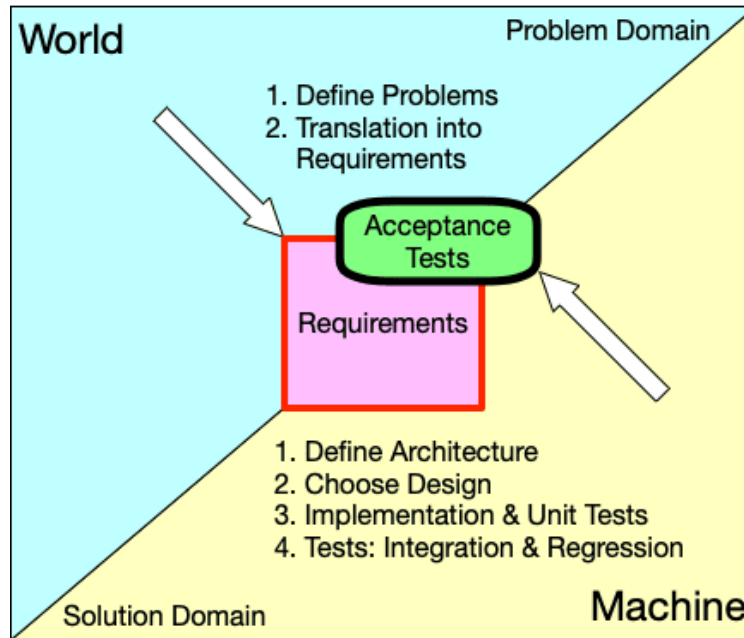 World
Problem Domain
1. Define Problems
2. Translation into
Requirements
Acceptance
Tests
Requirements
1. Define Architecture
2. Choose Design
3. Implementation & Unit Tests
4. Tests: Integration & Regression
Solution Domain
Machine